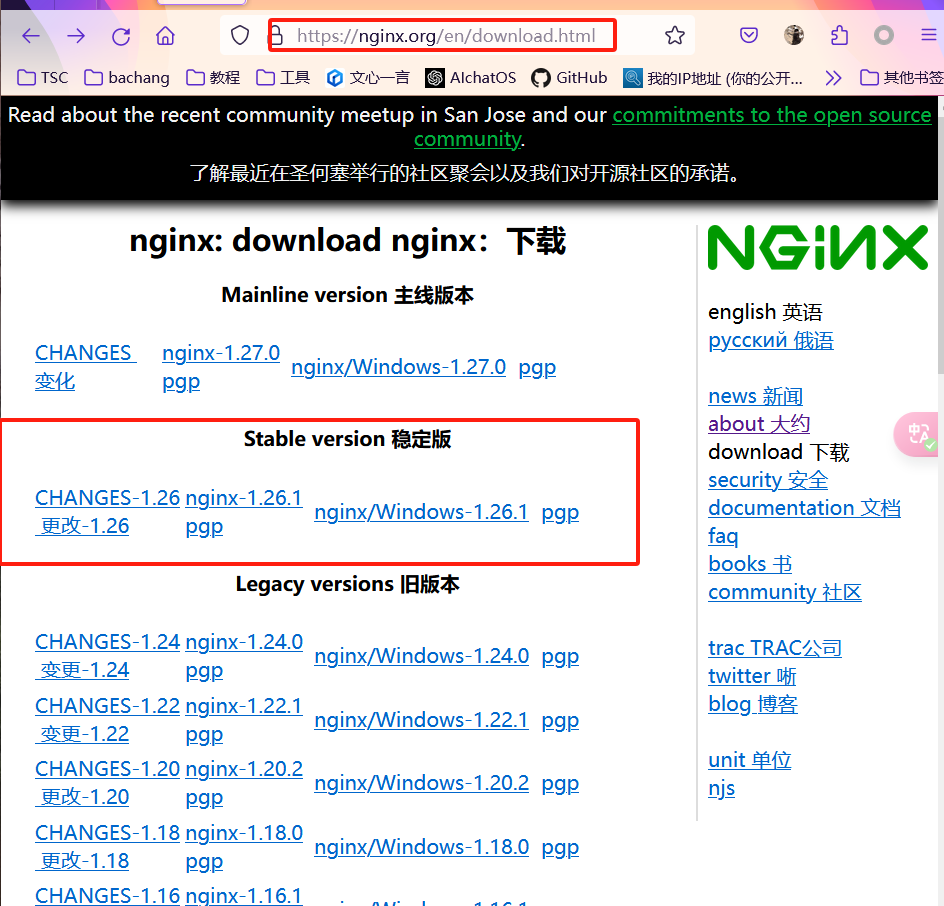 https://nginx.org/en/download.html
TSC bachang 教程 工具 文心一言 AIchatOS GitHub 我的IP地址 (你的公开... 其他书签
Read about the recent community meetup in San Jose and our commitments to the open source
community.
了解最近在圣何塞举行的社区聚会以及我们对开源社区的承诺。
nginx: download nginx：下载
Mainline version 主线版本
CHANGES nginx-1.27.0 nginx/Windows-1.27.0 pgp
变化 pgp
Stable version 稳定版
CHANGES-1.26 nginx-1.26.1 nginx/Windows-1.26.1 pgp
更改-1.26 pgp
Legacy versions 旧版本
CHANGES-1.24 nginx-1.24.0 nginx/Windows-1.24.0 pgp
变更-1.24 pgp
CHANGES-1.22 nginx-1.22.1 nginx/Windows-1.22.1 pgp
变更-1.22 pgp
CHANGES-1.20 nginx-1.20.2 nginx/Windows-1.20.2 pgp
更改-1.20 pgp
CHANGES-1.18 nginx-1.18.0 nginx/Windows-1.18.0 pgp
更改-1.18 pgp
CHANGES-1.16 nginx-1.16.1
NGINX
english 英语
русский 俄语
news 新闻
about 大约
download 下载
security 安全
documentation 文档
faq
books 书
community 社区
trac TRAC公司
twitter 唽
blog 博客
unit 单位
njs